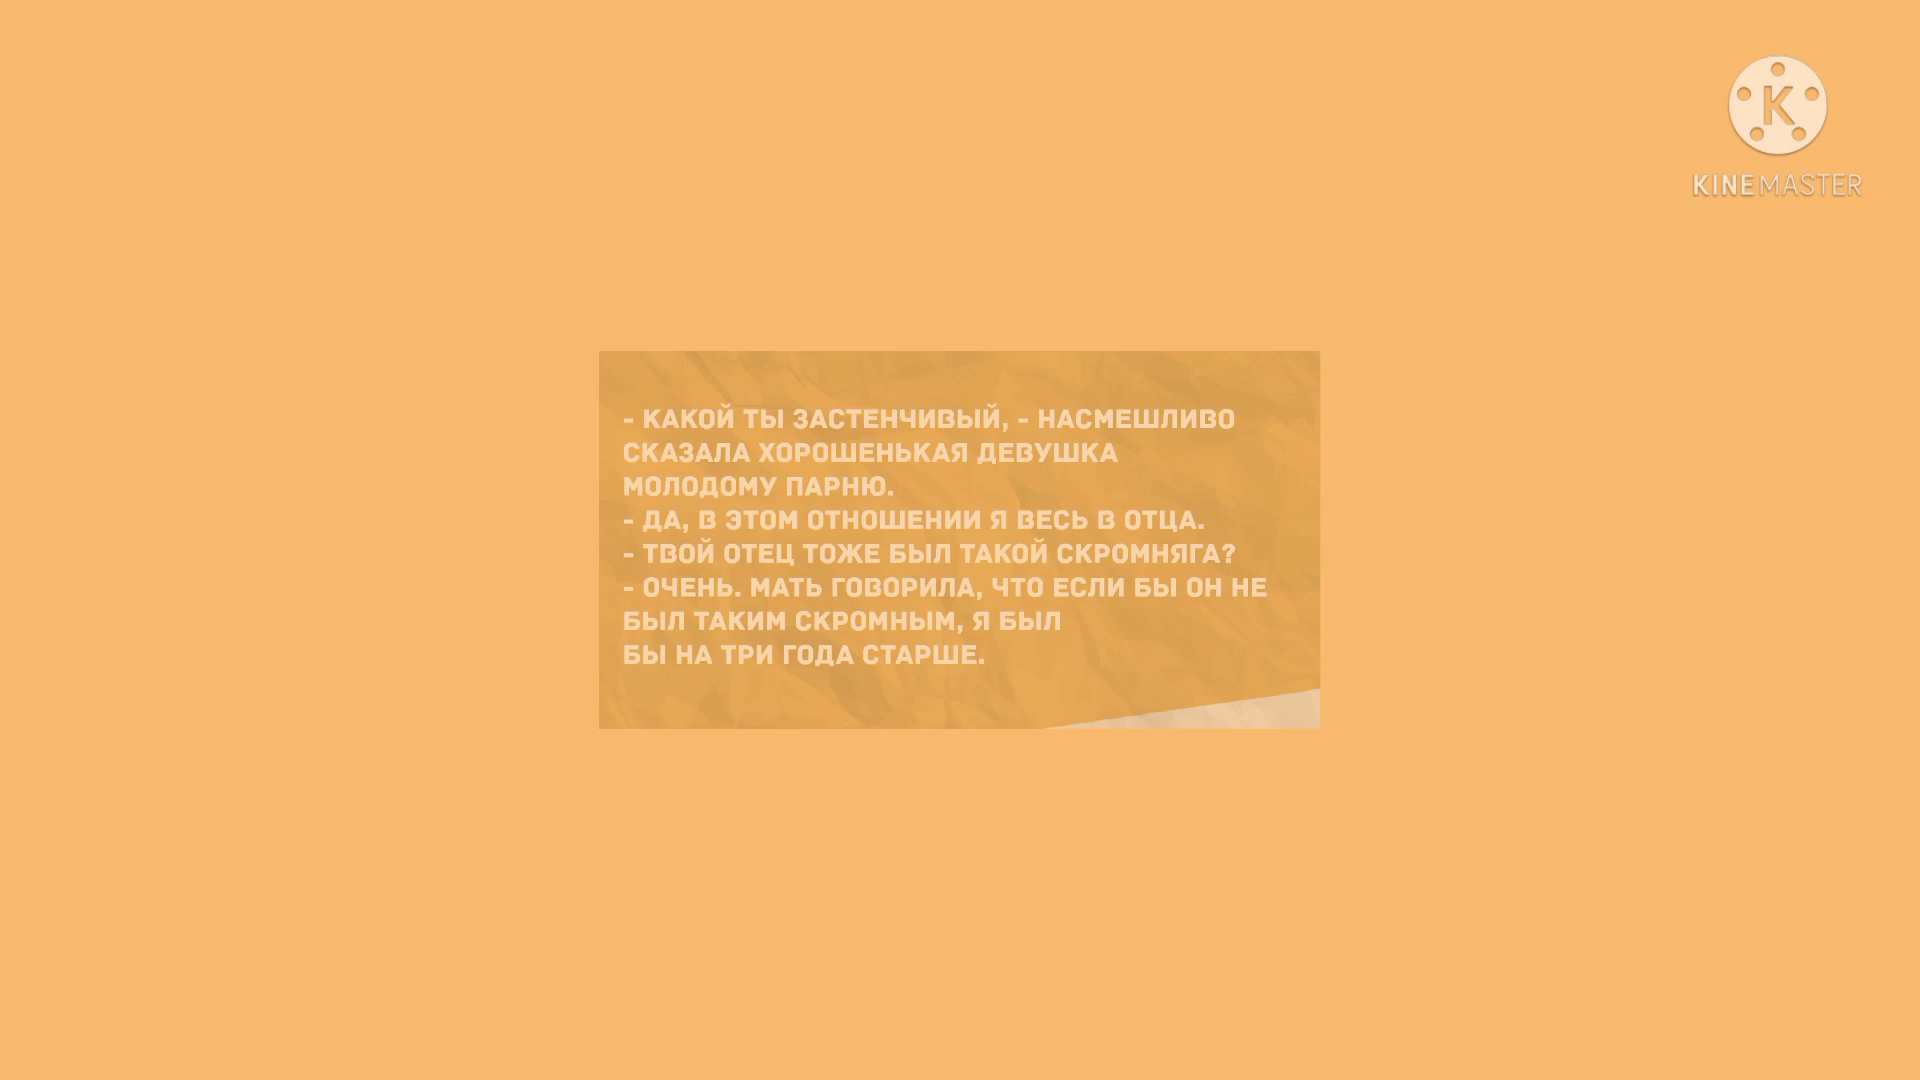 KINEMASTER
- КАКОЙ ТЫ ЗАСТЕНЧИВЫЙ, - НАСМЕШЛИВО
СКАЗАЛА ХОРОШЕНЬКАЯ ДЕВУШКА
МОЛОДОМУ ПАРНЮ.
- ДА, В ЭТОМ ОТНОШЕНИИ Я ВЕСЬ В ОТЦА.
- ТВОЙ ОТЕЦ ТОЖЕ БЫЛ ТАКОЙ СКРОМНЯГА?
- ОЧЕНЬ. МАТЬ ГОВОРИЛА, ЧТО ЕСЛИ БЫ ОН НЕ
БЫЛ ТАКИМ СКРОМНЫМ, Я БЫЛ
БЫ НА ТРИ ГОДА СТАРШЕ.